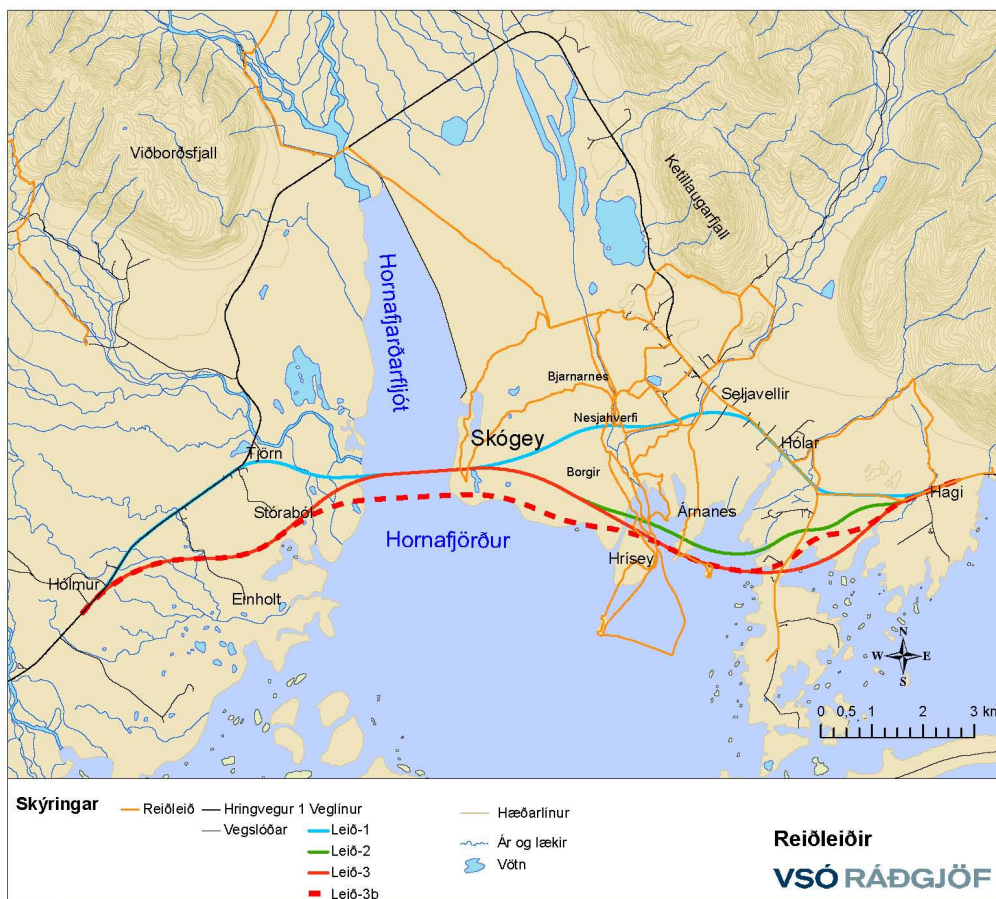 Viðborðsfjall
Ketillaugarfjall
Hornafjarðarfljót
Bjarnarnes
Seljavellir
Nesjahverfi
Skógey
Hólar
Tjörn
Borgir
Hagi
Stóraból
Árnanes
Hornafjörður
Hrísey
Hólmur
Einholt
N
W E
S
0 0,5 1 2 3 km
Skýringar
Reiðleið
Hringvegur 1
Vegslóðar
Veglínur
Leið-1
Leið-2
Leið-3
Leið-3b
Hæðarlínur
Ár og lækir
Vötn
Reiðleiðir
VSÓ RÁÐGJÖF